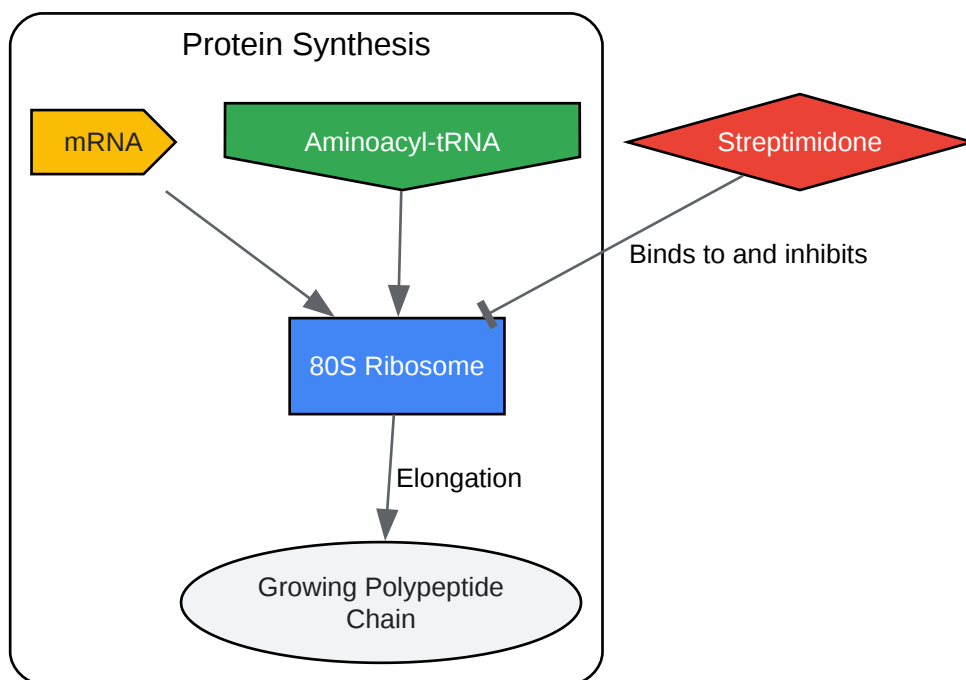 Protein Synthesis
mRNA
Aminoacyl-tRNA
Streptimidone
Binds to and inhibits
80S Ribosome
Elongation
Growing Polypeptide
Chain